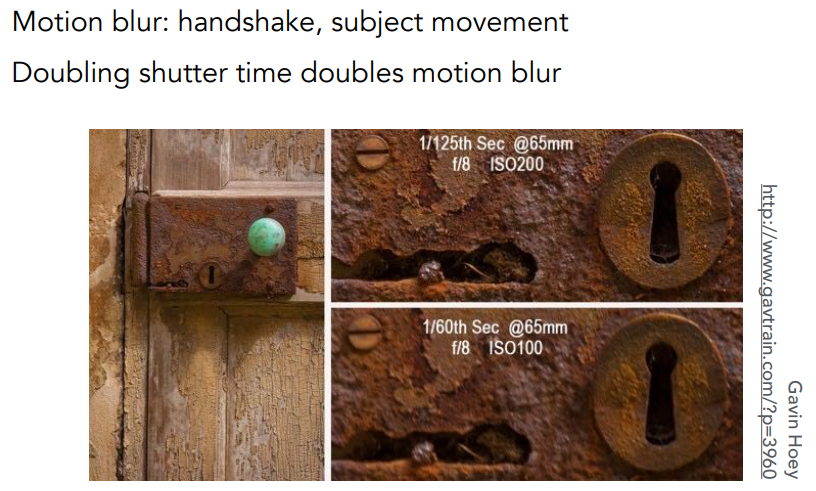 Motion blur: handshake, subject movement
Doubling shutter time doubles motion blur
1/125th Sec @65mm
f/8 ISO200
1/60th Sec @65mm
f/8 ISO100
Gavin Hoey
http://www.gavtrain.com/?p=3960